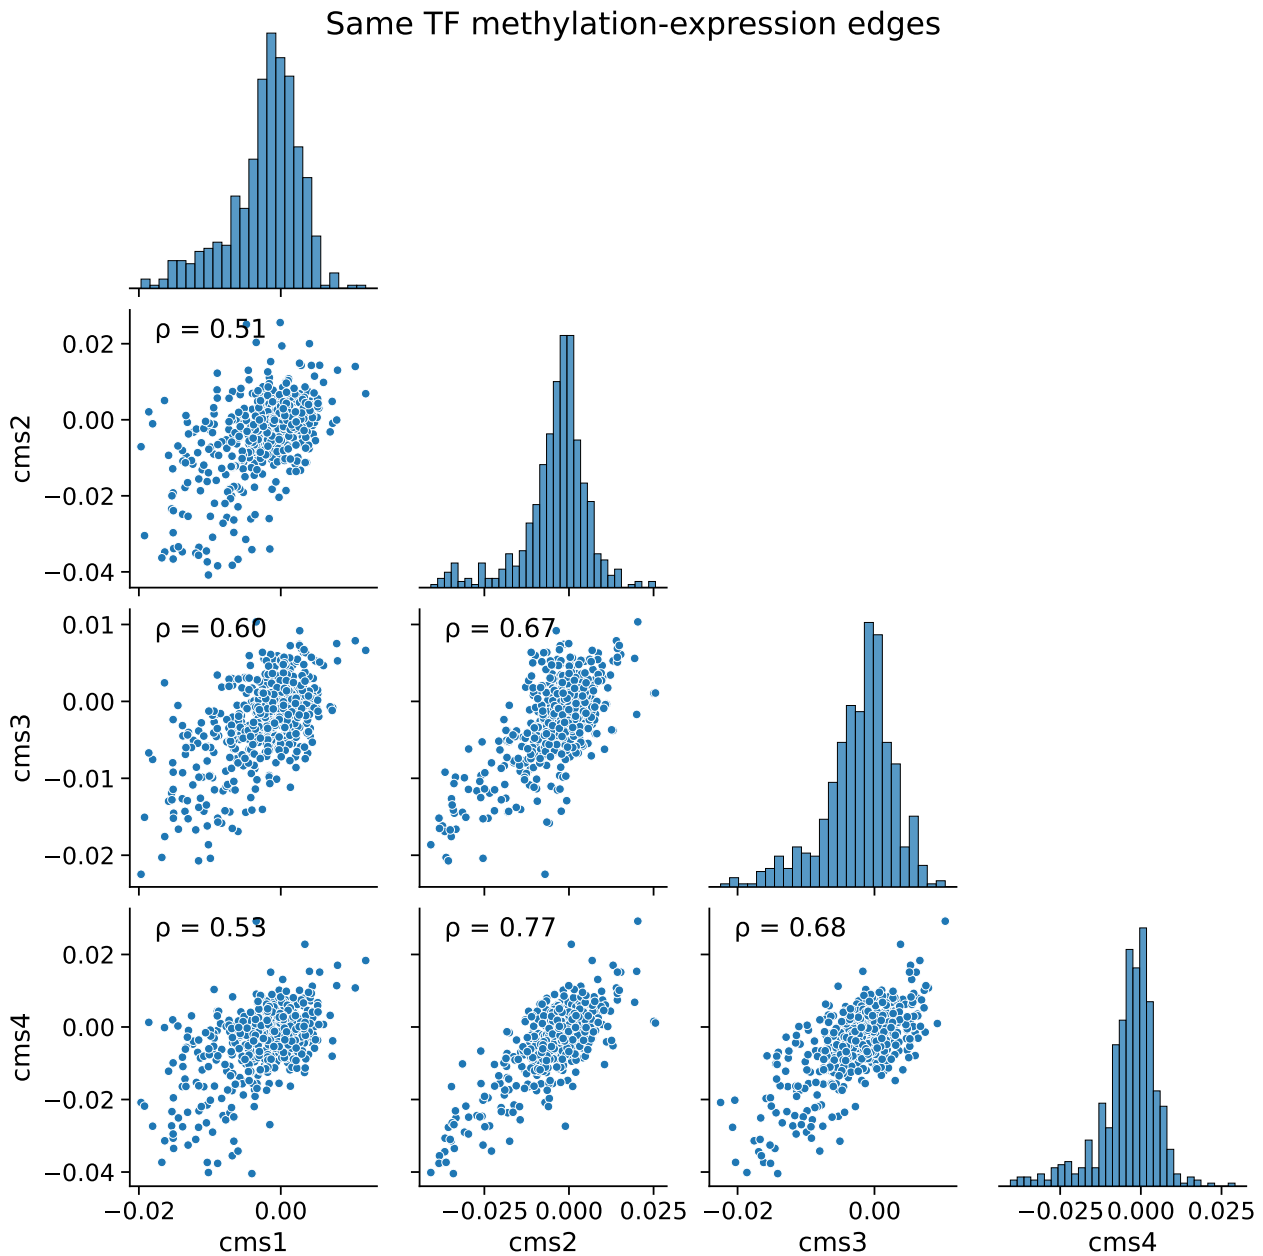 Same TF methylation-expression edges
ρ = 0.51
0.02
0.00
−0.02
−0.04
cms2
ρ = 0.60
ρ = 0.67
0.01
0.00
−0.01
−0.02
cms3
ρ = 0.53
ρ = 0.77
ρ = 0.68
0.02
0.00
−0.02
−0.04
cms4
−0.02 0.00
−0.025 0.000 0.025
−0.02 0.00
−0.025 0.000 0.025
cms1 cms2 cms3 cms4